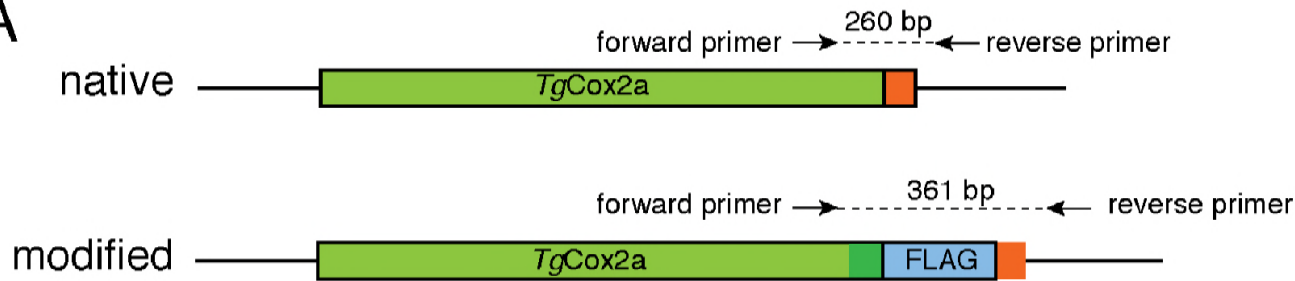 A
260 bp
forward primer reverse primer
native
TgCox2a
361 bp
forward primer reverse primer
modified
TgCox2a FLAG